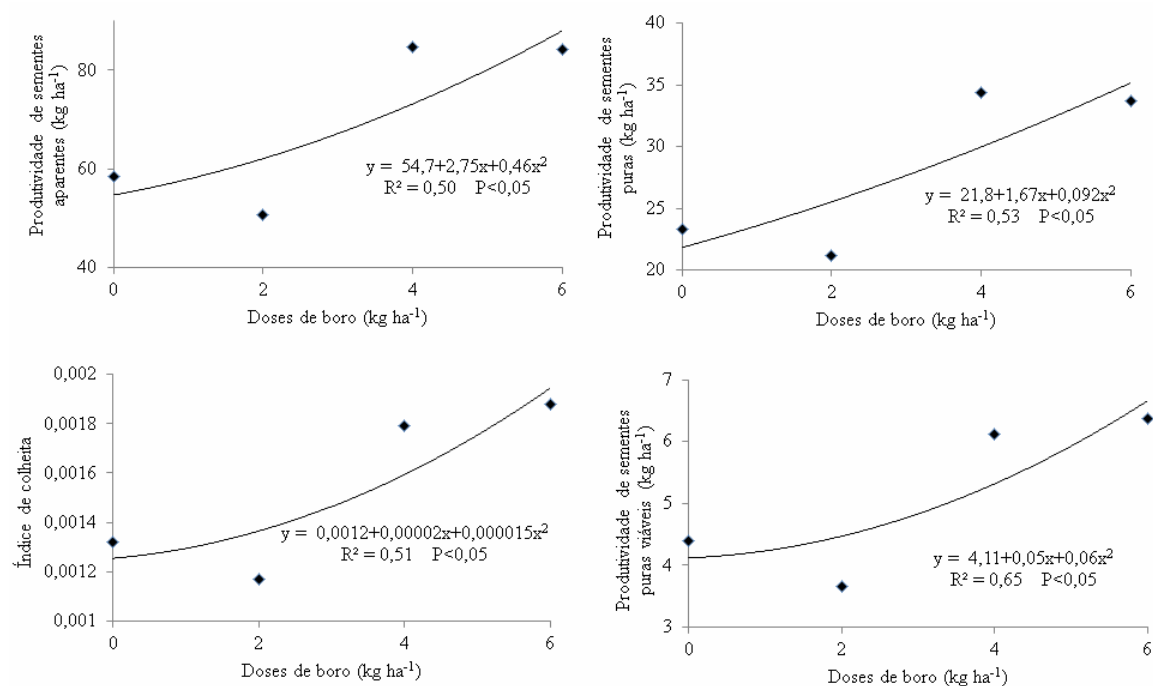 Produtividade de sementes
aparentes (kg ha⁻¹)
80
60
40
y = 54,7+2,75x+0,46x²
R² = 0,50 P<0,05
0 2 4 6
Doses de boro (kg ha⁻¹)
Produtividade de sementes
puras (kg ha⁻¹)
40
35
30
25
20
y = 21,8+1,67x+0,092x²
R² = 0,53 P<0,05
0 2 4 6
Doses de boro (kg ha⁻¹)
Índice de colheita
0,002
0,0018
0,0016
0,0014
0,0012
0,001
y = 0,0012+0,00002x+0,000015x²
R² = 0,51 P<0,05
0 2 4 6
Doses de boro (kg ha⁻¹)
Produtividade de sementes
puras viáveis (kg ha⁻¹)
7
6
5
4
3
y = 4,11+0,05x+0,06x²
R² = 0,65 P<0,05
0 2 4 6
Doses de boro (kg ha⁻¹)